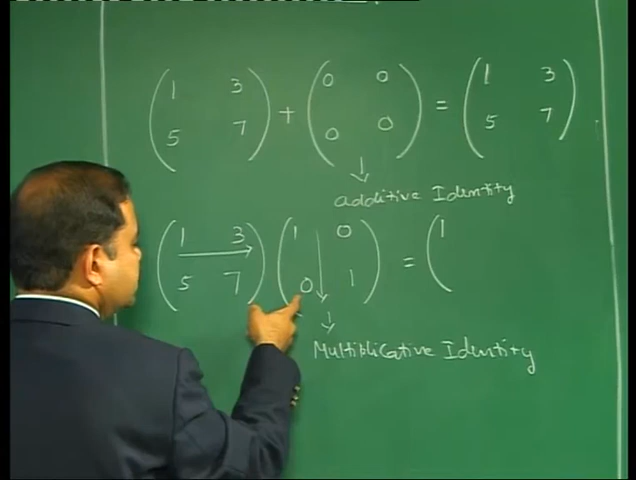 1 3 0 0 1 3
+ =
5 7 0 0 5 7
additive Identity
1 3 1 0 1
=
5 7 0 1
Multiplicative Identity